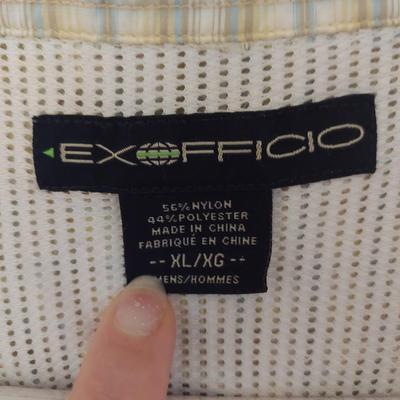 EXOFFICIO
56% NYLON
44% POLYESTER
MADE IN CHINA
FABRIQUÉ EN CHINE
-- XL/XG --
MENS/HOMMES